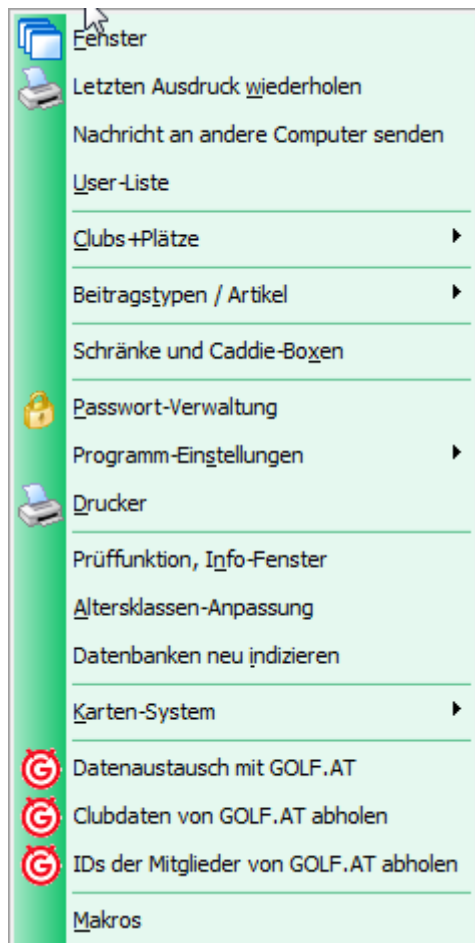 Fenster
Letzten Ausdruck wiederholen
Nachricht an andere Computer senden
User-Liste
Clubs+Plätze
Beitragstypen / Artikel
Schränke und Caddie-Boxen
Passwort-Verwaltung
Programm-Einstellungen
Drucker
Prüffunktion, Info-Fenster
Altersklassen-Anpassung
Datenbanken neu indizieren
Karten-System
G Datenaustausch mit GOLF.AT
G Clubdaten von GOLF.AT abholen
G IDs der Mitglieder von GOLF.AT abholen
Makros